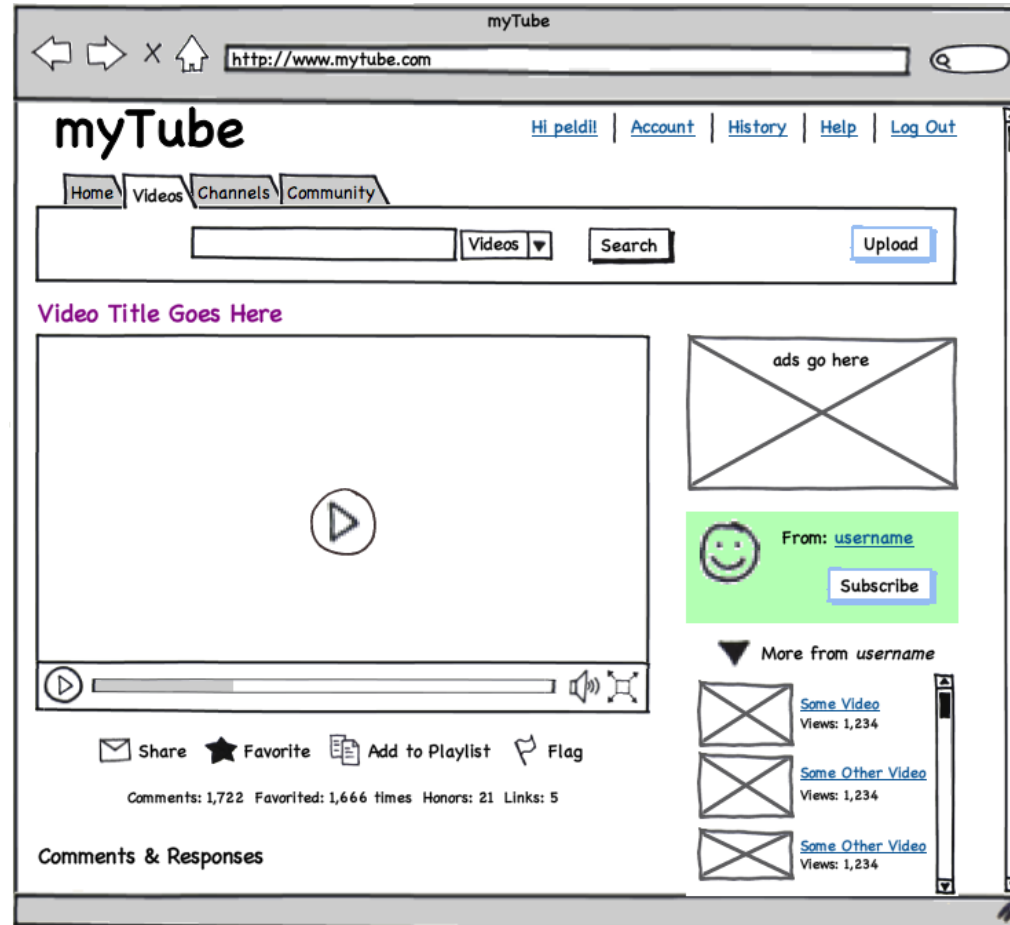 myTube
http://www.mytube.com
myTube
Hi peldi! Account History Help Log Out
Home Videos Channels Community
Videos Search Upload
Video Title Goes Here
ads go here
From: username
Subscribe
More from username
Some Video
Views: 1,234
Some Other Video
Views: 1,234
Some Other Video
Views: 1,234
Share Favorite Add to Playlist Flag
Comments: 1,722 Favorited: 1,666 times Honors: 21 Links: 5
Comments & Responses